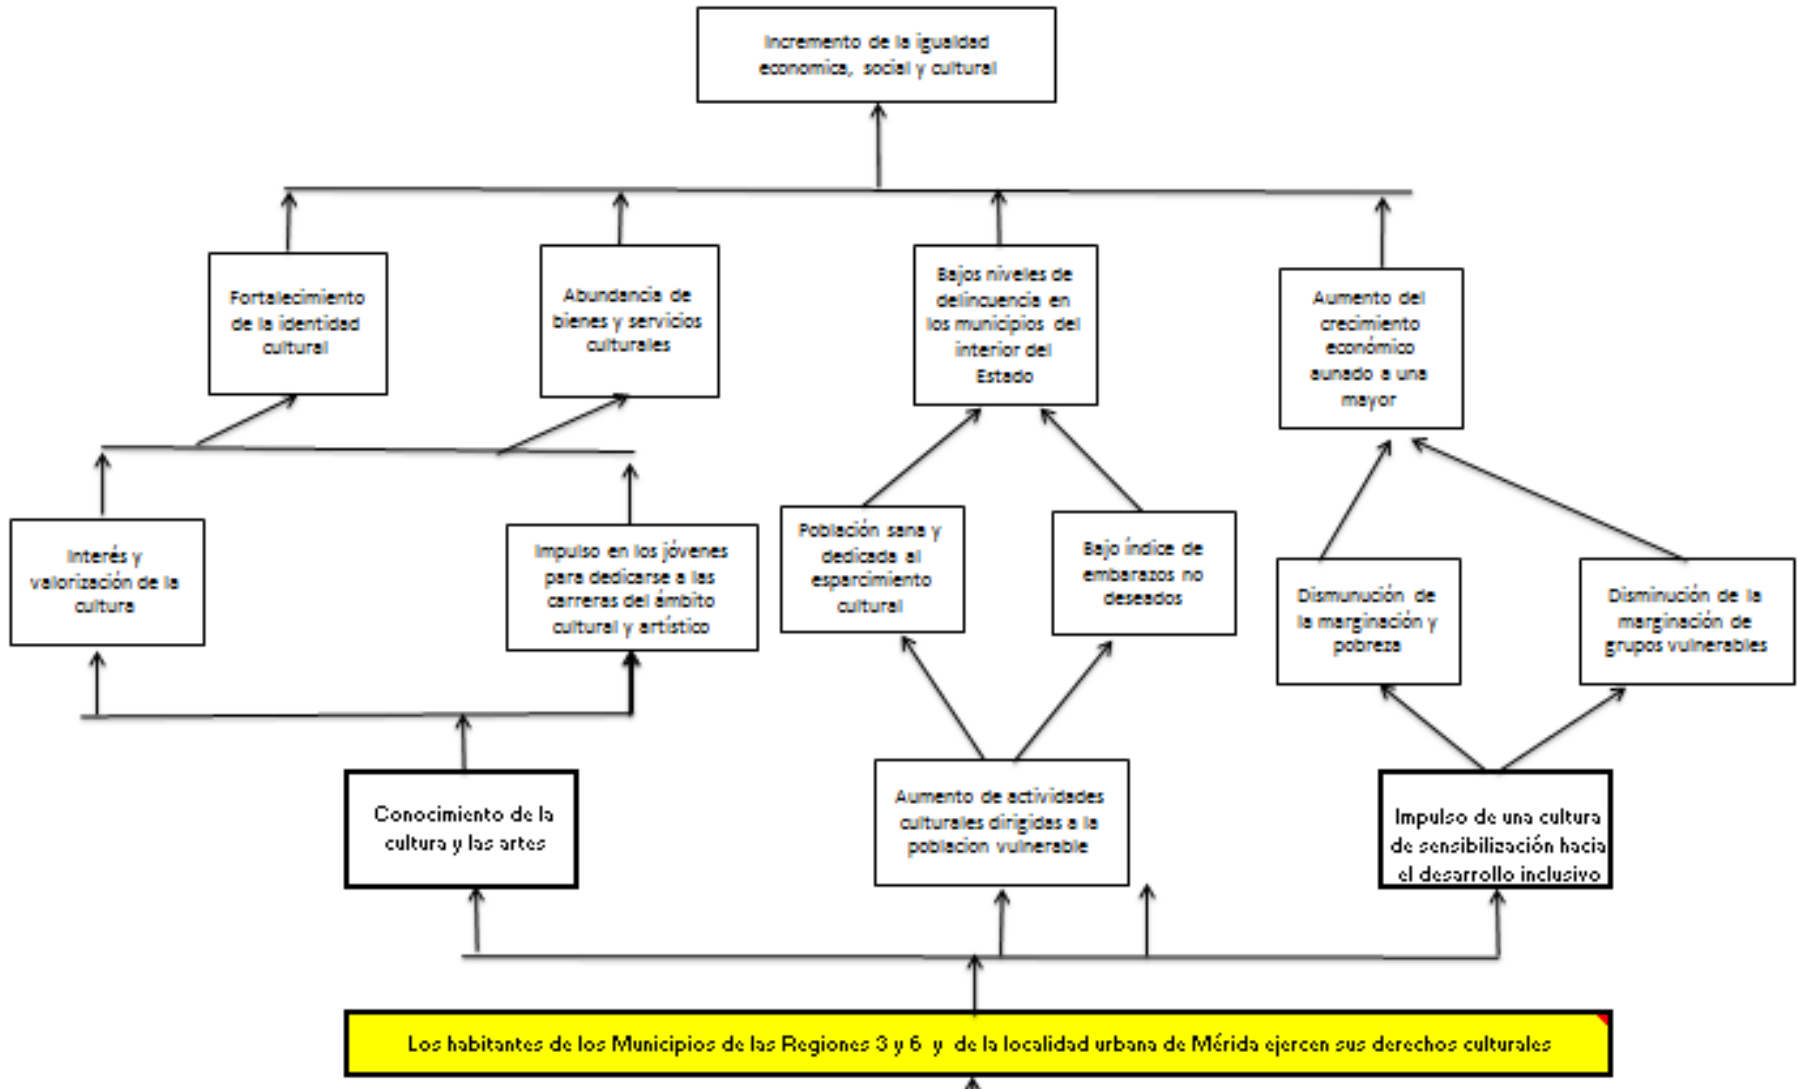 Incremento de la igualdad
economica, social y cultural
Fortalecimiento
de la identidad
cultural
Abundancia de
bienes y servicios
culturales
Bajos niveles de
delincuencia en
los municipios del
interior del
Estado
Aumento del
crecimiento
económico
aunado a una
mayor
Interés y
valorización de la
cultura
Impulso en los jóvenes
para dedicarse a las
carreras del ámbito
cultural y artístico
Población sana y
dedicada al
esparcimiento
cultural
Bajo índice de
embarazos no
deseados
Dismunución de
la marginación y
pobreza
Disminución de la
marginación de
grupos vulnerables
Conocimiento de la
cultura y las artes
Aumento de actividades
culturales dirigidas a la
poblacion vulnerable
Impulso de una cultura
de sensibilización hacia
el desarrollo inclusivo
Los habitantes de los Municipios de las Regiones 3 y 6 y de la localidad urbana de Mérida ejercen sus derechos culturales